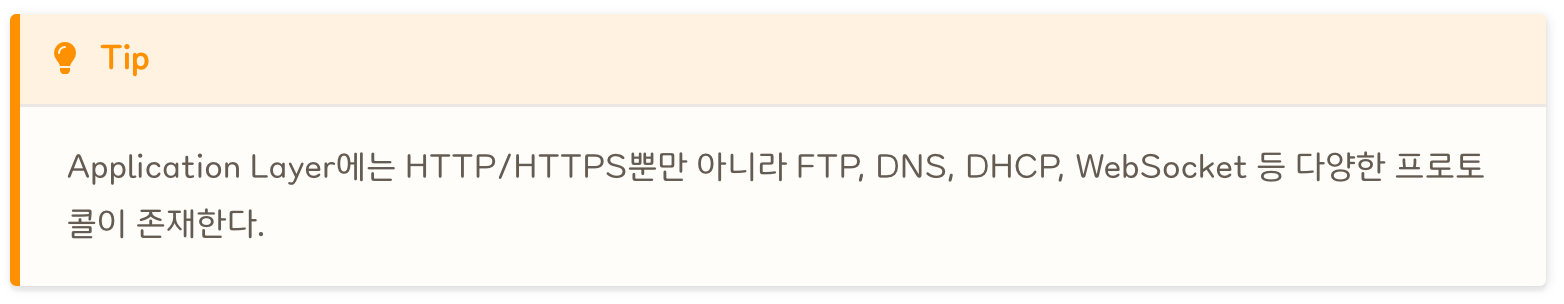 Tip
Application Layer에는 HTTP/HTTPS뿐만 아니라 FTP, DNS, DHCP, WebSocket 등 다양한 프로토
콜이 존재한다.